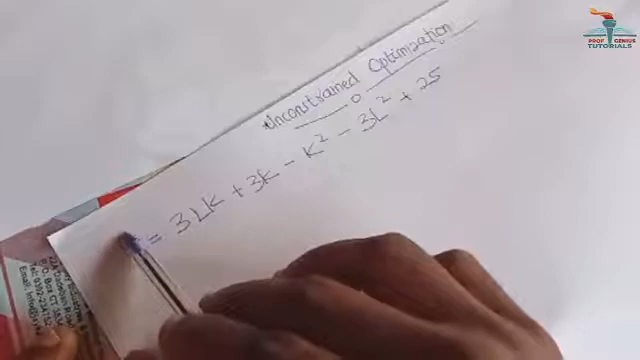 PROF GENIUS
TUTORIALS
Unconstrained Optimization
= 3LK + 3K - K² - 3L² + 25